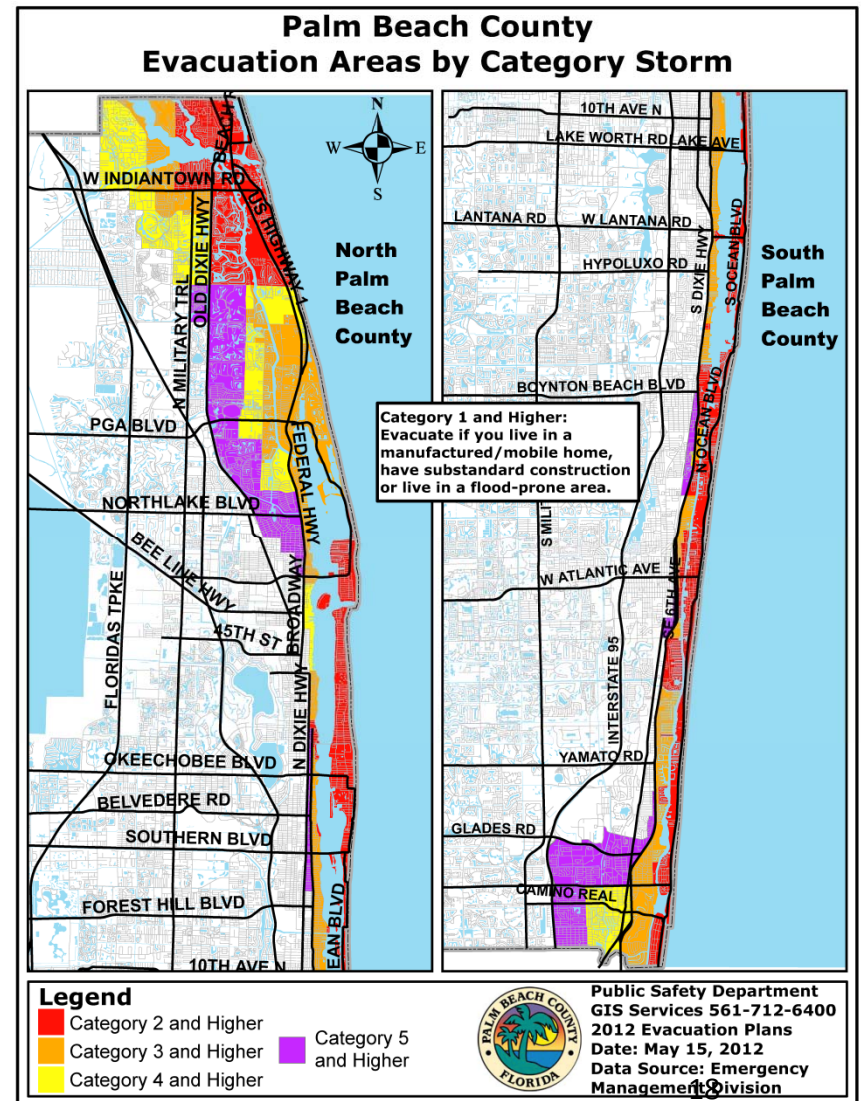 Palm Beach County
Evacuation Areas by Category Storm
N
W E
S
BEACH R
W INDIANTOWN RD
US HIGHWAY 1
OLD DIXIE HWY
N MILITARY TRL
North
Palm
Beach
County
PGA BLVD
FEDERAL HWY
NORTHLAKE BLVD
BEE LINE HWY
BROADWAY
FLORIDAS TPKE
45TH ST
N DIXIE HWY
OKEECHOBEE BLVD
BELVEDERE RD
SOUTHERN BLVD
FOREST HILL BLVD
EAN BLVD
10TH AVE N
10TH AVE N
LAKE WORTH RD LAKE AVE
LANTANA RD
W LANTANA RD
HYPOLUXO RD
S DIXIE HWY
S OCEAN BLVD
South
Palm
Beach
County
BOYNTON BEACH BLVD
N OCEAN BLVD
Category 1 and Higher:
Evacuate if you live in a
manufactured/mobile home,
have substandard construction
or live in a flood-prone area.
S MILI
W ATLANTIC AVE
SE 6TH AVE
INTERSTATE 95
YAMATO RD
GLADES RD
CAMINO REAL
Legend
Category 2 and Higher
Category 3 and Higher
Category 4 and Higher
Category 5
and Higher
PALM BEACH COUNTY
FLORIDA
Public Safety Department
GIS Services 561-712-6400
2012 Evacuation Plans
Date: May 15, 2012
Data Source: Emergency
Management Division
18